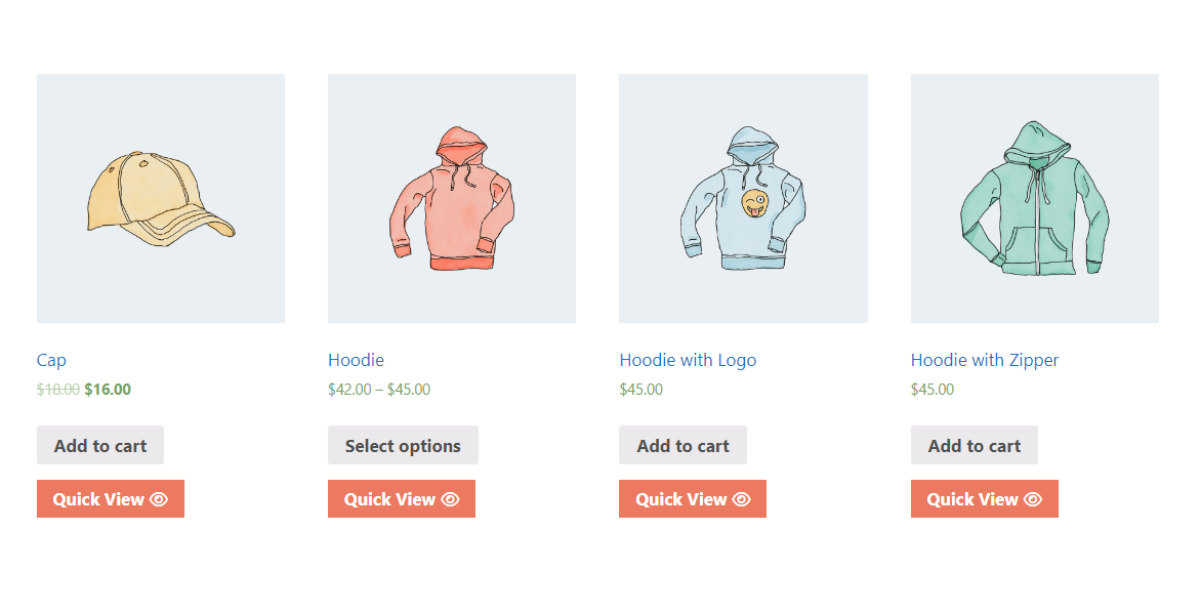 Cap
$18.00 $16.00
Add to cart
Quick View
Hoodie
$42.00 – $45.00
Select options
Quick View
Hoodie with Logo
$45.00
Add to cart
Quick View
Hoodie with Zipper
$45.00
Add to cart
Quick View